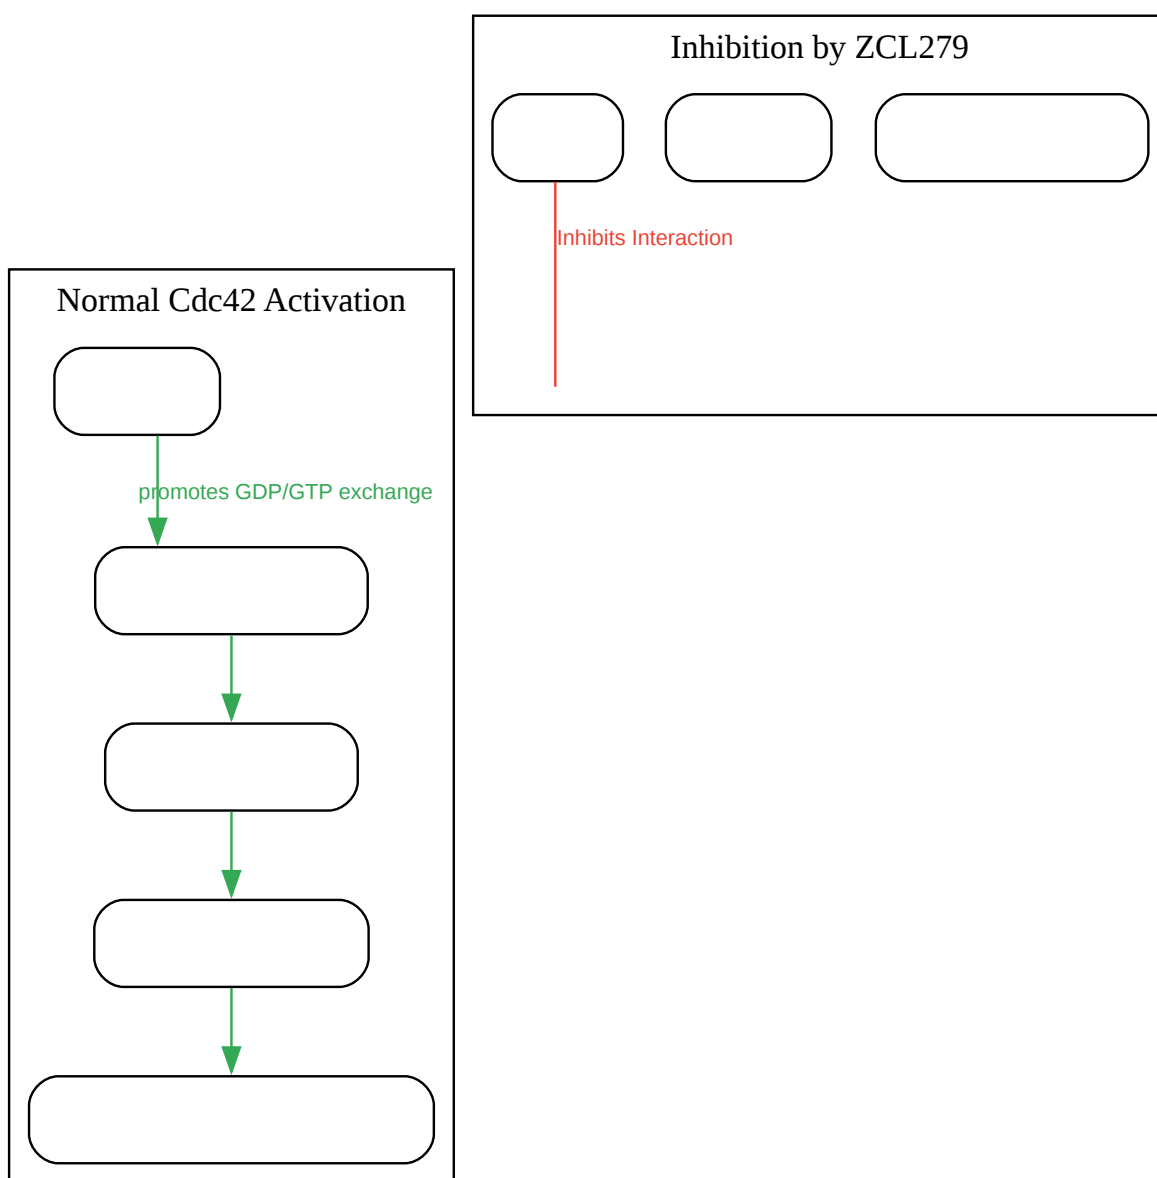 Inhibition by ZCL279
Inhibits Interaction
Normal Cdc42 Activation
promotes GDP/GTP exchange